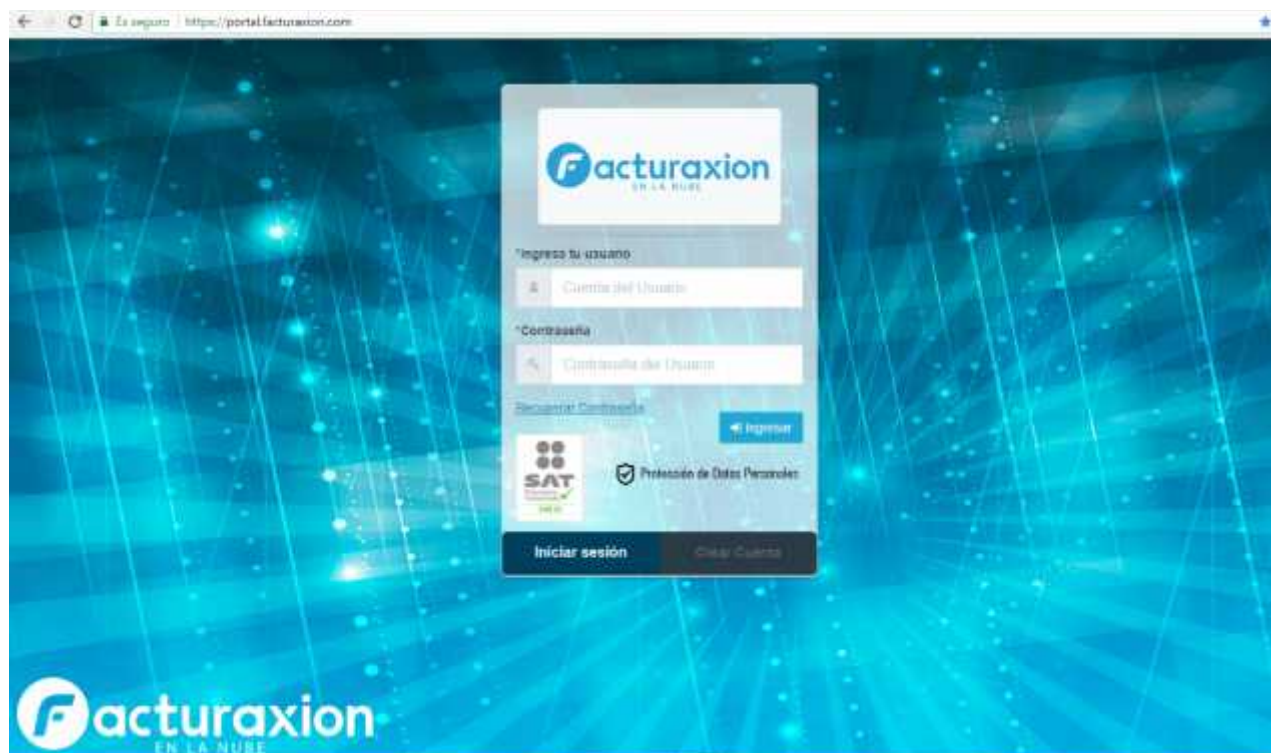 Es seguro https://portal.facturaxion.com
Facturaxion
EN LA NUBE
*Ingresa tu usuario
Cuenta del Usuario
*Contraseña
Contraseña del Usuario
Recuperar Contraseña
Ingresar
SAT
Protección de Datos Personales
Iniciar sesión
Crear Cuenta
Facturaxion
EN LA NUBE